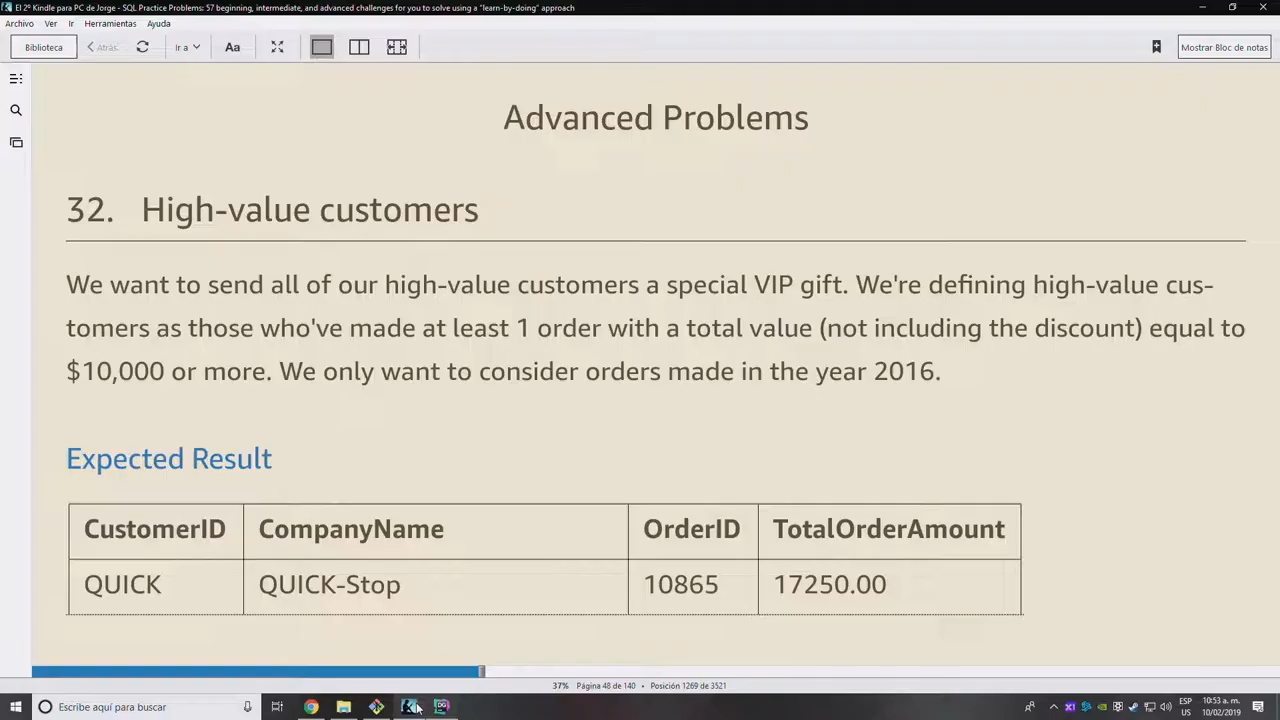 El 2º Kindle para PC de Jorge - SQL Practice Problems: 57 beginning, intermediate, and advanced challenges for you to solve using a "learn-by-doing" approach
Archivo Ver Herramientas Ayuda
Biblioteca Atrás Ir a Aa Mostrar Bloc de notas
Advanced Problems
32. High-value customers
We want to send all of our high-value customers a special VIP gift. We're defining high-value cus-
tomers as those who've made at least 1 order with a total value (not including the discount) equal to
$10,000 or more. We only want to consider orders made in the year 2016.
Expected Result
CustomerID CompanyName OrderID TotalOrderAmount
QUICK QUICK-Stop 10865 17250.00
37% Página 48 de 140 • Posición 1269 de 3521
Escribe aquí para buscar
ESP 10:53 a. m.
US 10/02/2019